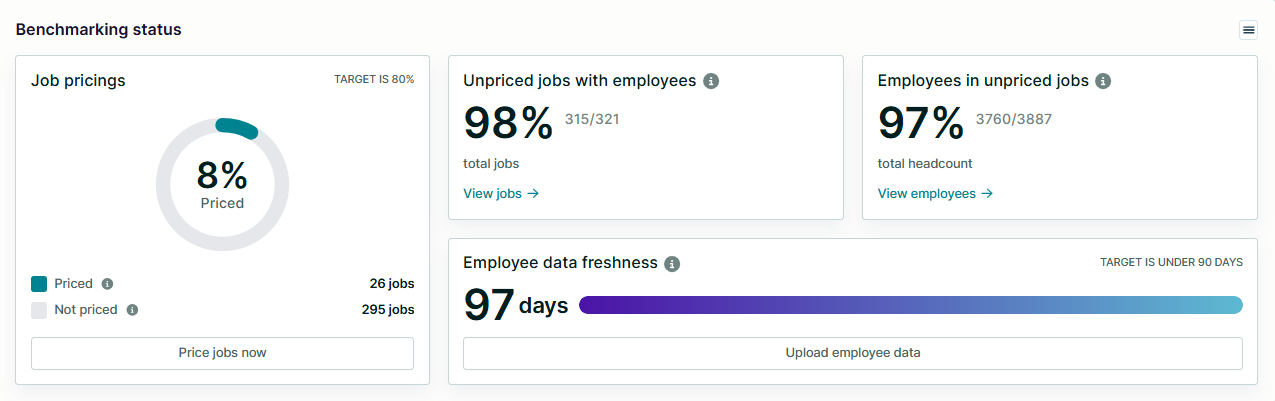 Benchmarking status
Job pricings
TARGET IS 80%
8%
Priced
Priced
26 jobs
Not priced
295 jobs
Price jobs now
Unpriced jobs with employees
98% 315/321
total jobs
View jobs →
Employees in unpriced jobs
97% 3760/3887
total headcount
View employees →
Employee data freshness
TARGET IS UNDER 90 DAYS
97 days
Upload employee data